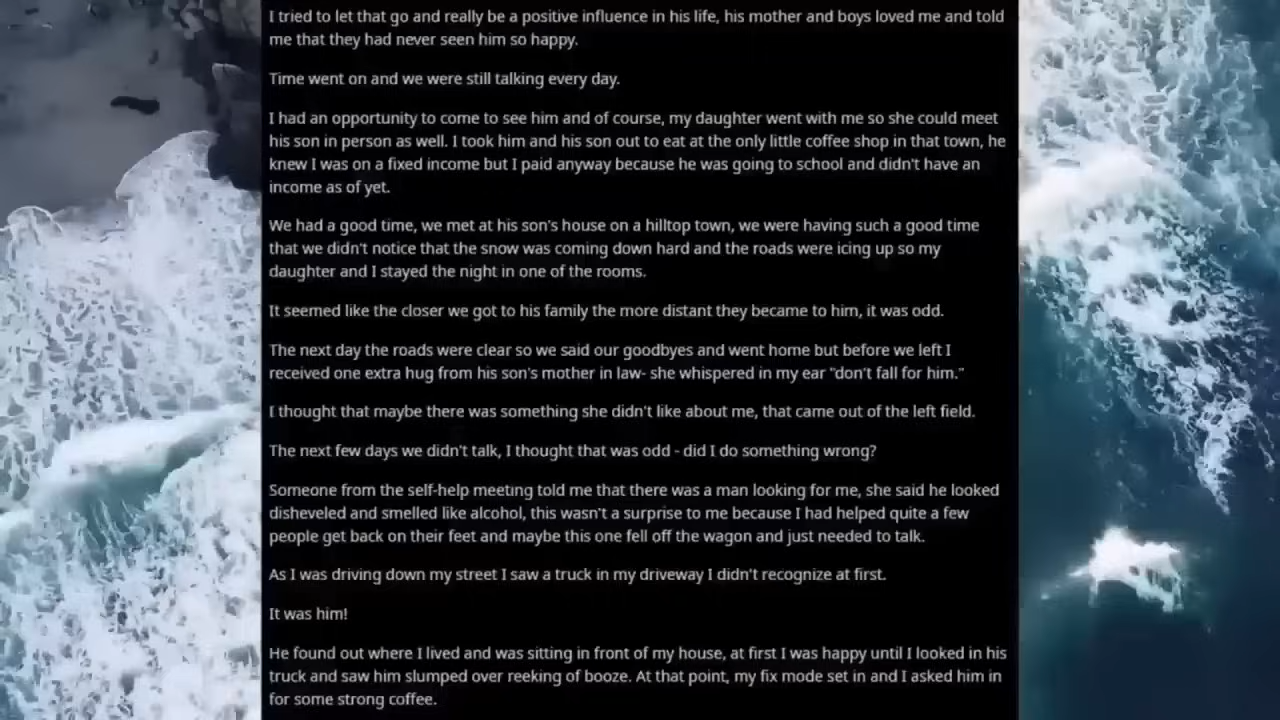 I tried to let that go and really be a positive influence in his life, his mother and boys loved me and told
me that they had never seen him so happy.
Time went on and we were still talking every day.
I had an opportunity to come to see him and of course, my daughter went with me so she could meet
his son in person as well. I took him and his son out to eat at the only little coffee shop in that town, he
knew I was on a fixed income but I paid anyway because he was going to school and didn't have an
income as of yet.
We had a good time, we met at his son's house on a hilltop town, we were having such a good time
that we didn't notice that the snow was coming down hard and the roads were icing up so my
daughter and I stayed the night in one of the rooms.
It seemed like the closer we got to his family the more distant they became to him, it was odd.
The next day the roads were clear so we said our goodbyes and went home but before we left I
received one extra hug from his son's mother in law- she whispered in my ear "don't fall for him."
I thought that maybe there was something she didn't like about me, that came out of the left field.
The next few days we didn't talk, I thought that was odd - did I do something wrong?
Someone from the self-help meeting told me that there was a man looking for me, she said he looked
disheveled and smelled like alcohol, this wasn't a surprise to me because I had helped quite a few
people get back on their feet and maybe this one fell off the wagon and just needed to talk.
As I was driving down my street I saw a truck in my driveway I didn't recognize at first.
It was him!
He found out where I lived and was sitting in front of my house, at first I was happy until I looked in his
truck and saw him slumped over reeking of booze. At that point, my fix mode set in and I asked him in
for some strong coffee.